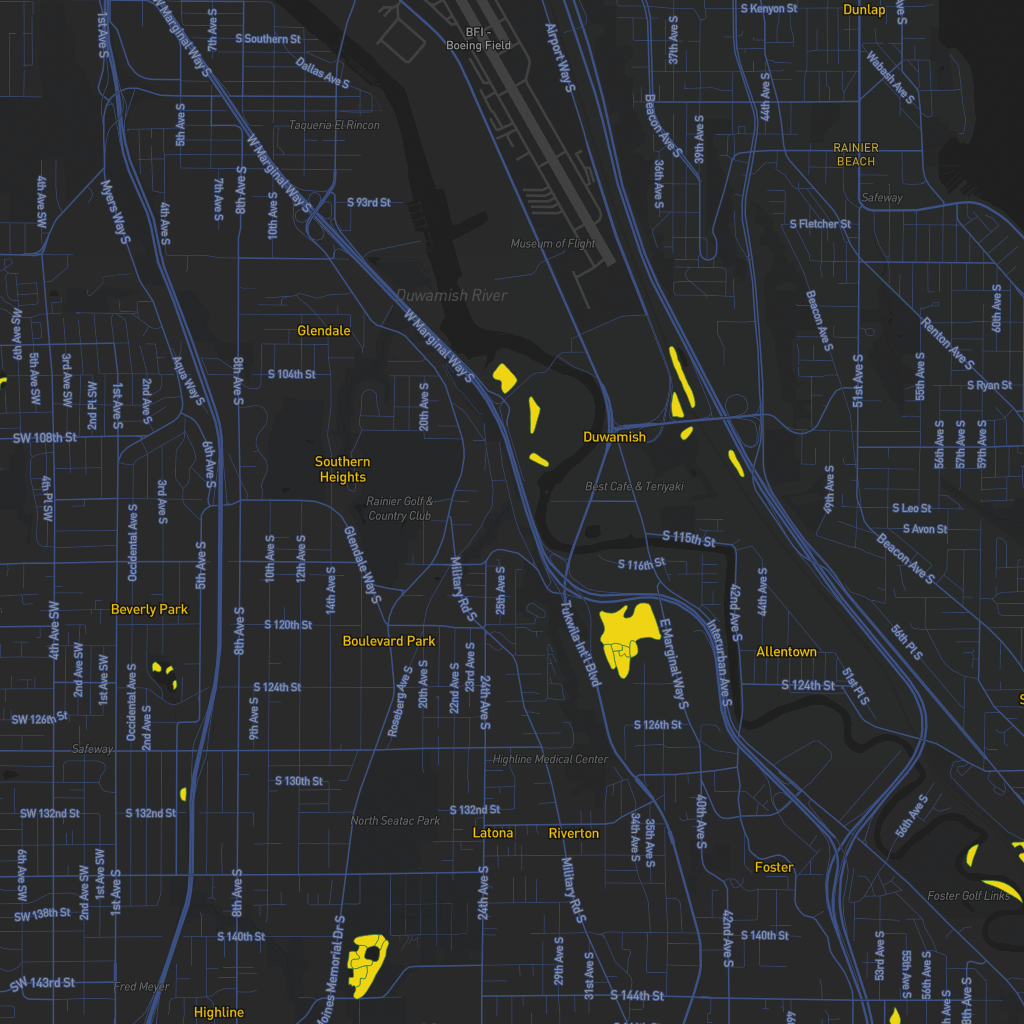 S Kenyon St
Dunlap
1st Ave S
W Marginal Way S
7th Ave S
S Southern St
BFI -
Boeing Field
Airport Way S
37th Ave S
Dallas Ave S
Wabash Ave S
44th Ave S
5th Ave S
Taqueria El Rincon
Beacon Ave S
39th Ave S
RAINIER
BEACH
W Marginal Way S
4th Ave SW
Myers Way S
4th Ave S
7th Ave S
8th Ave S
10th Ave S
S 93rd St
36th Ave S
Safeway
S Fletcher St
Museum of Flight
Duwamish River
Beacon Ave S
60th Ave S
6th Ave SW
Glendale
W Marginal Way S
Renton Ave S
5th Ave SW
3rd Ave SW
2nd Pl SW
1st Ave S
2nd Ave S
Aqua Way S
8th Ave S
S 104th St
20th Ave S
51st Ave S
55th Ave S
S Ryan St
SW 108th St
6th Ave S
Duwamish
56th Ave S
57th Ave S
59th Ave S
Southern
Heights
4th Pl SW
3rd Ave S
Rainier Golf &
Country Club
Best Cafe & Teriyaki
49th Ave S
S Leo St
S Avon St
Occidental Ave S
5th Ave S
10th Ave S
12th Ave S
14th Ave S
Glendale Way S
Military Rd S
25th Ave S
S 115th St
S 116th St
Beacon Ave S
42nd Ave S
44th Ave S
Beverly Park
4th Ave SW
8th Ave S
S 120th St
Boulevard Park
Tukwila Int'l Blvd
E Marginal Way S
Interurban Ave S
Allentown
56th Pl S
51st Pl S
2nd Ave SW
1st Ave SW
Occidental Ave S
2nd Ave S
9th Ave S
S 124th St
Roseberg Ave S
20th Ave S
22nd Ave S
23rd Ave S
24th Ave S
S 124th St
SW 126th St
S 126th St
Safeway
Highline Medical Center
S 130th St
SW 132nd St
S 132nd St
North Seatac Park
S 132nd St
Latona
Riverton
34th Ave S
35th Ave S
40th Ave S
56th Ave S
6th Ave SW
2nd Ave SW
1st Ave SW
1st Ave S
8th Ave S
24th Ave S
Military Rd S
Foster
Foster Golf Links
SW 138th St
S 140th St
42nd Ave S
S 140th St
SW 143rd St
Fred Meyer
Highline
Moines Memorial Dr S
29th Ave S
31st Ave S
S 144th St
53rd Ave S
55th Ave S
56th Ave S